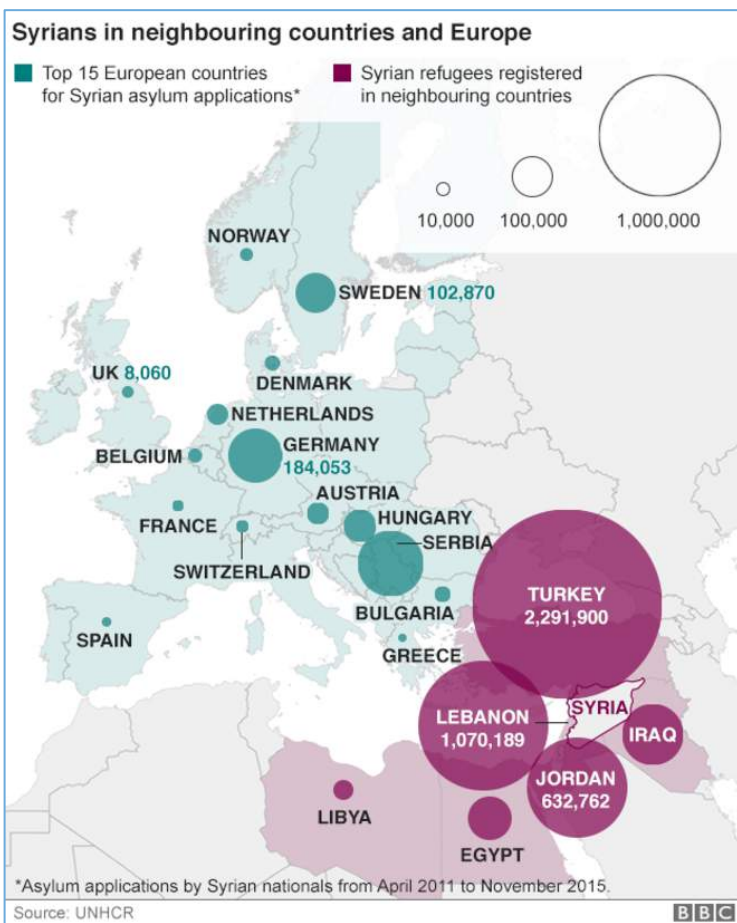 Syrians in neighbouring countries and Europe
Top 15 European countries
for Syrian asylum applications*
Syrian refugees registered
in neighbouring countries
10,000
100,000
1,000,000
NORWAY
SWEDEN 102,870
UK 8,060
DENMARK
NETHERLANDS
BELGIUM
GERMANY
184,053
AUSTRIA
FRANCE
HUNGARY
SERBIA
SWITZERLAND
BULGARIA
SPAIN
GREECE
TURKEY
2,291,900
SYRIA
LEBANON
1,070,189
IRAQ
JORDAN
632,762
LIBYA
EGYPT
*Asylum applications by Syrian nationals from April 2011 to November 2015.
Source: UNHCR
BBC